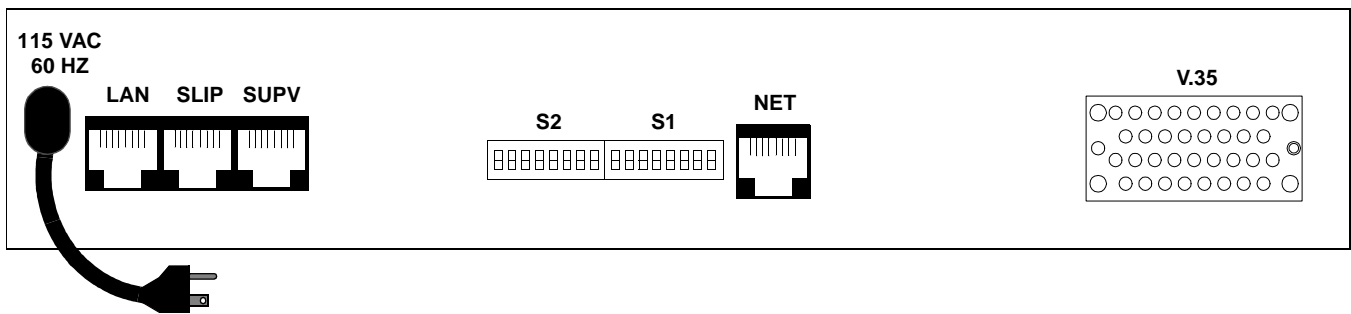 115 VAC
60 HZ
LAN SLIP SUPV
S2 S1
NET
V.35